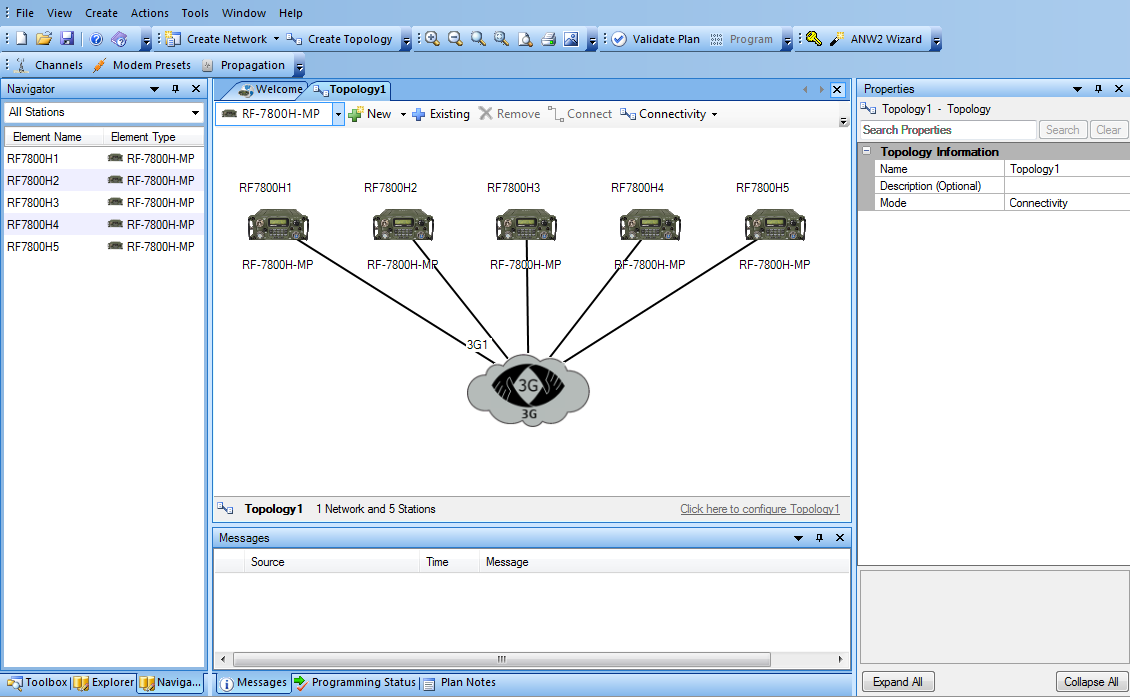 File View Create Actions Tools Window Help
Create Network Create Topology Validate Plan Program ANW2 Wizard
Channels Modem Presets Propagation
Navigator
All Stations
Element Name Element Type
RF7800H1 RF-7800H-MP
RF7800H2 RF-7800H-MP
RF7800H3 RF-7800H-MP
RF7800H4 RF-7800H-MP
RF7800H5 RF-7800H-MP
Toolbox Explorer Naviga...
Welcome Topology1
RF-7800H-MP New Existing Remove Connect Connectivity
RF7800H1 RF7800H2 RF7800H3 RF7800H4 RF7800H5
RF-7800H-MP RF-7800H-MP RF-7800H-MP RF-7800H-MP RF-7800H-MP
3G1
3G
3G
Topology1 1 Network and 5 Stations Click here to configure Topology1
Messages
Source Time Message
Messages Programming Status Plan Notes
Properties
Topology1 - Topology
Search Properties Search Clear
Topology Information
Name Topology1
Description (Optional)
Mode Connectivity
Expand All Collapse All